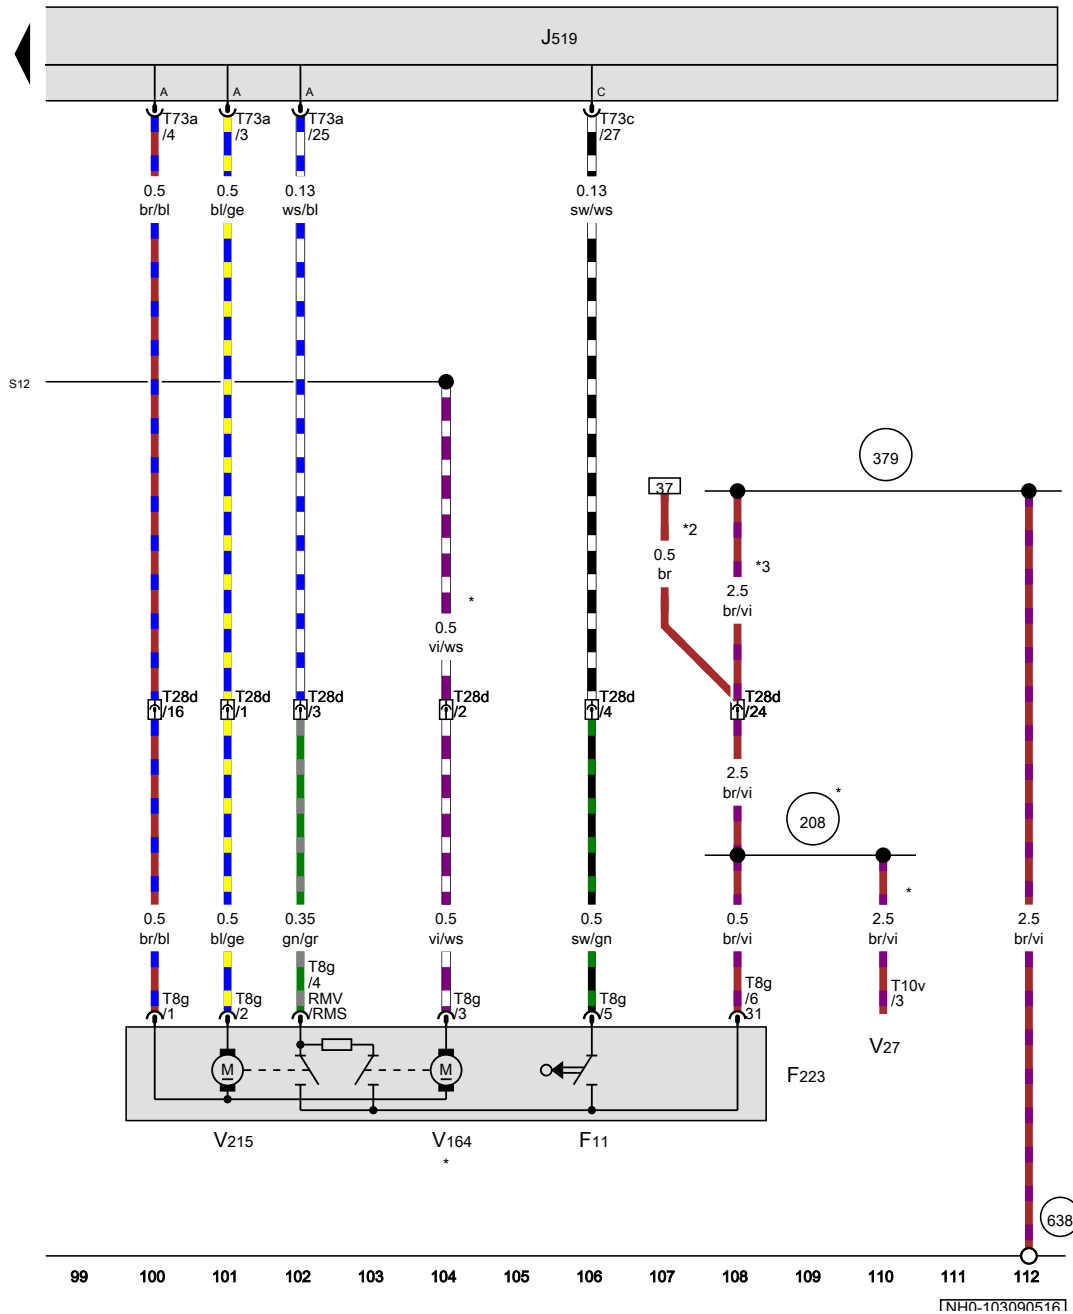 J519
A A A C
T73a
/4
T73a
/3
T73a
/25
T73c
/27
0.5
br/bl
0.5
bl/ge
0.13
ws/bl
0.13
sw/ws
S12
379
37
*2
0.5
br
*3
2.5
br/vi
*
0.5
vi/ws
T28d
/16
T28d
/1
T28d
/3
T28d
/2
T28d
/4
T28d
/24
2.5
br/vi
*
208
*
0.5
br/bl
0.5
bl/ge
0.35
gn/gr
0.5
vi/ws
0.5
sw/gn
0.5
br/vi
2.5
br/vi
2.5
br/vi
T8g
/1
T8g
/2
T8g
/4
RMV
/RMS
T8g
/3
T8g
/5
T8g
/6
31
T10v
/3
V27
M
M
F223
V215
V164
*
F11
638
99 100 101 102 103 104 105 106 107 108 109 110 111 112
NH0-103090516